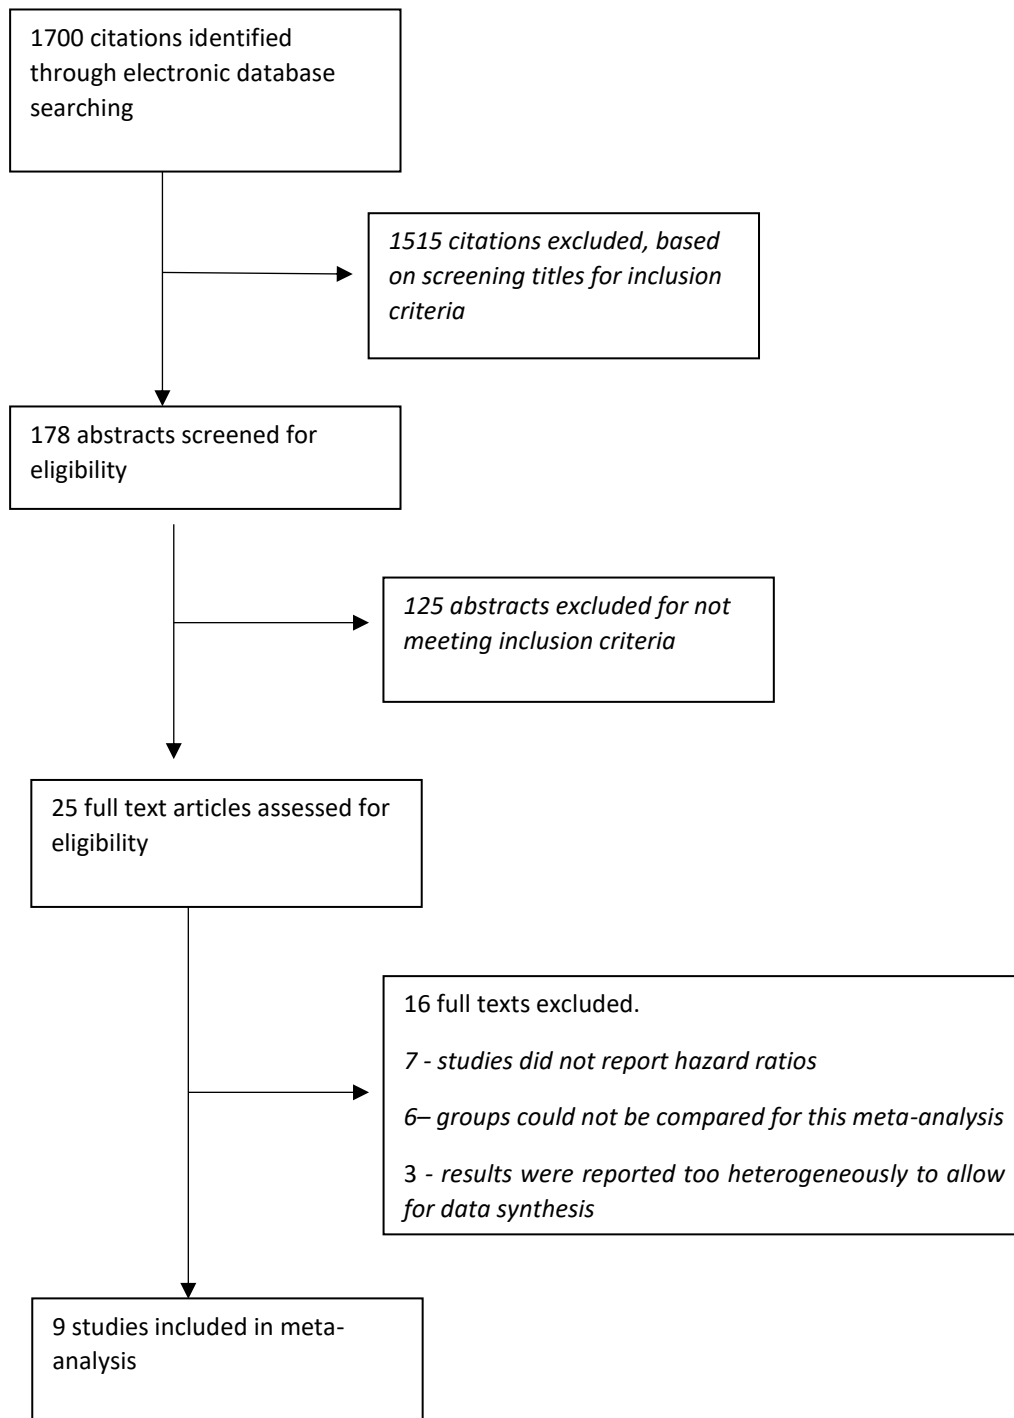 1700 citations identified
through electronic database
searching
1515 citations excluded, based
on screening titles for inclusion
criteria
178 abstracts screened for
eligibility
125 abstracts excluded for not
meeting inclusion criteria
25 full text articles assessed for
eligibility
16 full texts excluded.
7 - studies did not report hazard ratios
6– groups could not be compared for this meta-analysis
3 - results were reported too heterogeneously to allow
for data synthesis
9 studies included in meta-
analysis